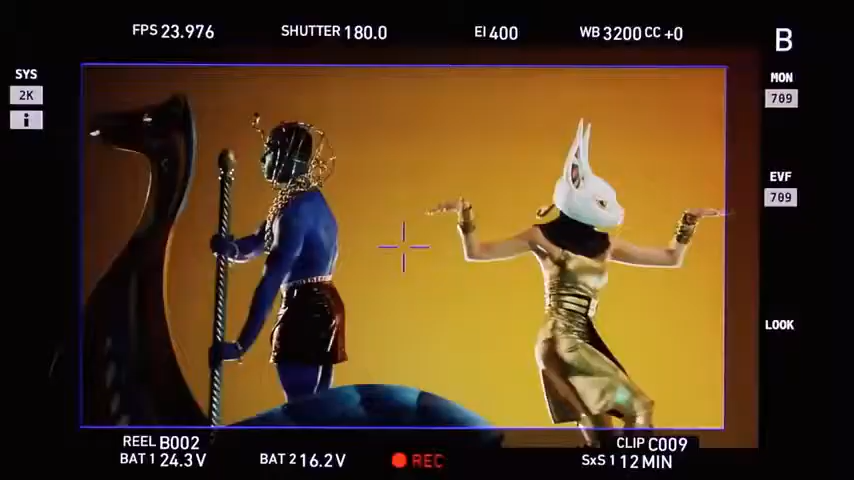 FPS 23.976 SHUTTER 180.0 EI 400 WB 3200 CC +0
B
SYS
2K
i
MON
709
EVF
709
LOOK
REEL B002 CLIP C009
BAT 1 24.3 V BAT 2 16.2 V REC SxS 1 12 MIN